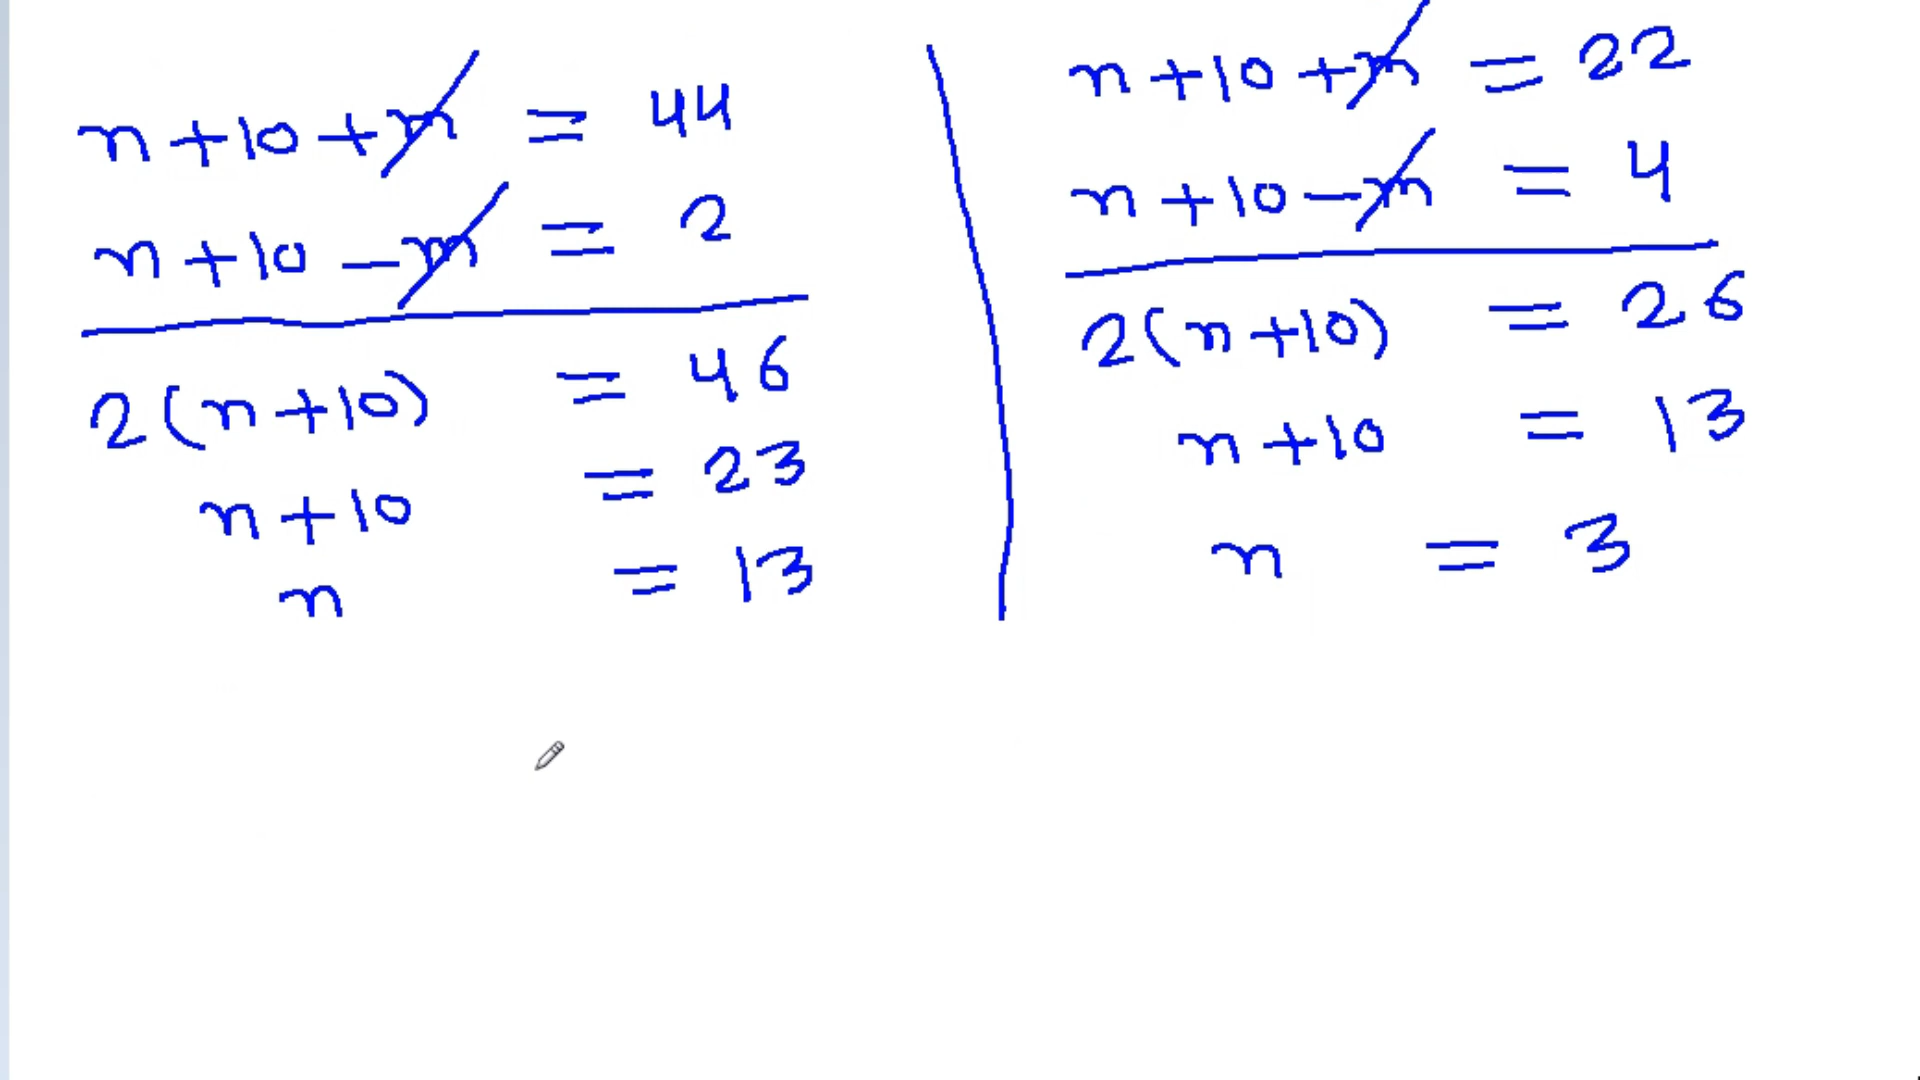 n + 10 + m = 44
n + 10 - m = 2
2(n + 10) = 46
n + 10 = 23
n = 13
n + 10 + m = 22
n + 10 - m = 4
2(n + 10) = 26
n + 10 = 13
n = 3